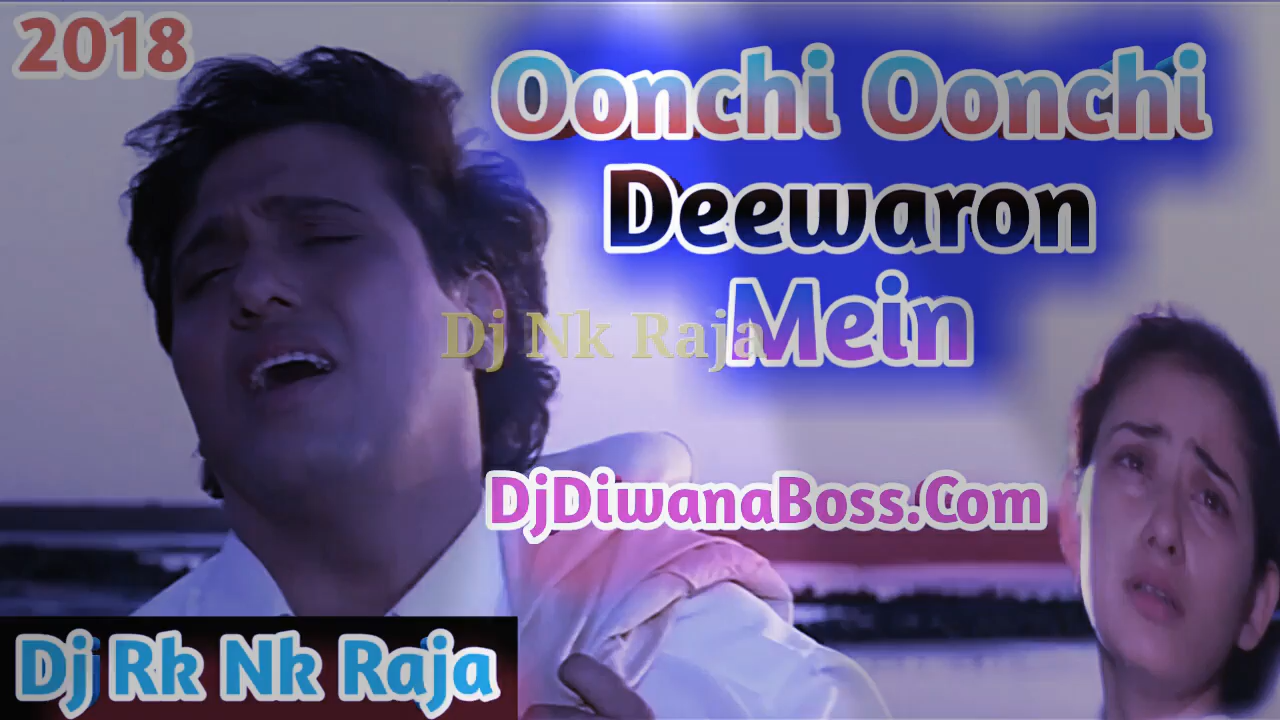 2018
Oonchi Oonchi
Deewaron
Mein
Dj Nk Raja
DjDiwanaBoss.Com
Dj Rk Nk Raja